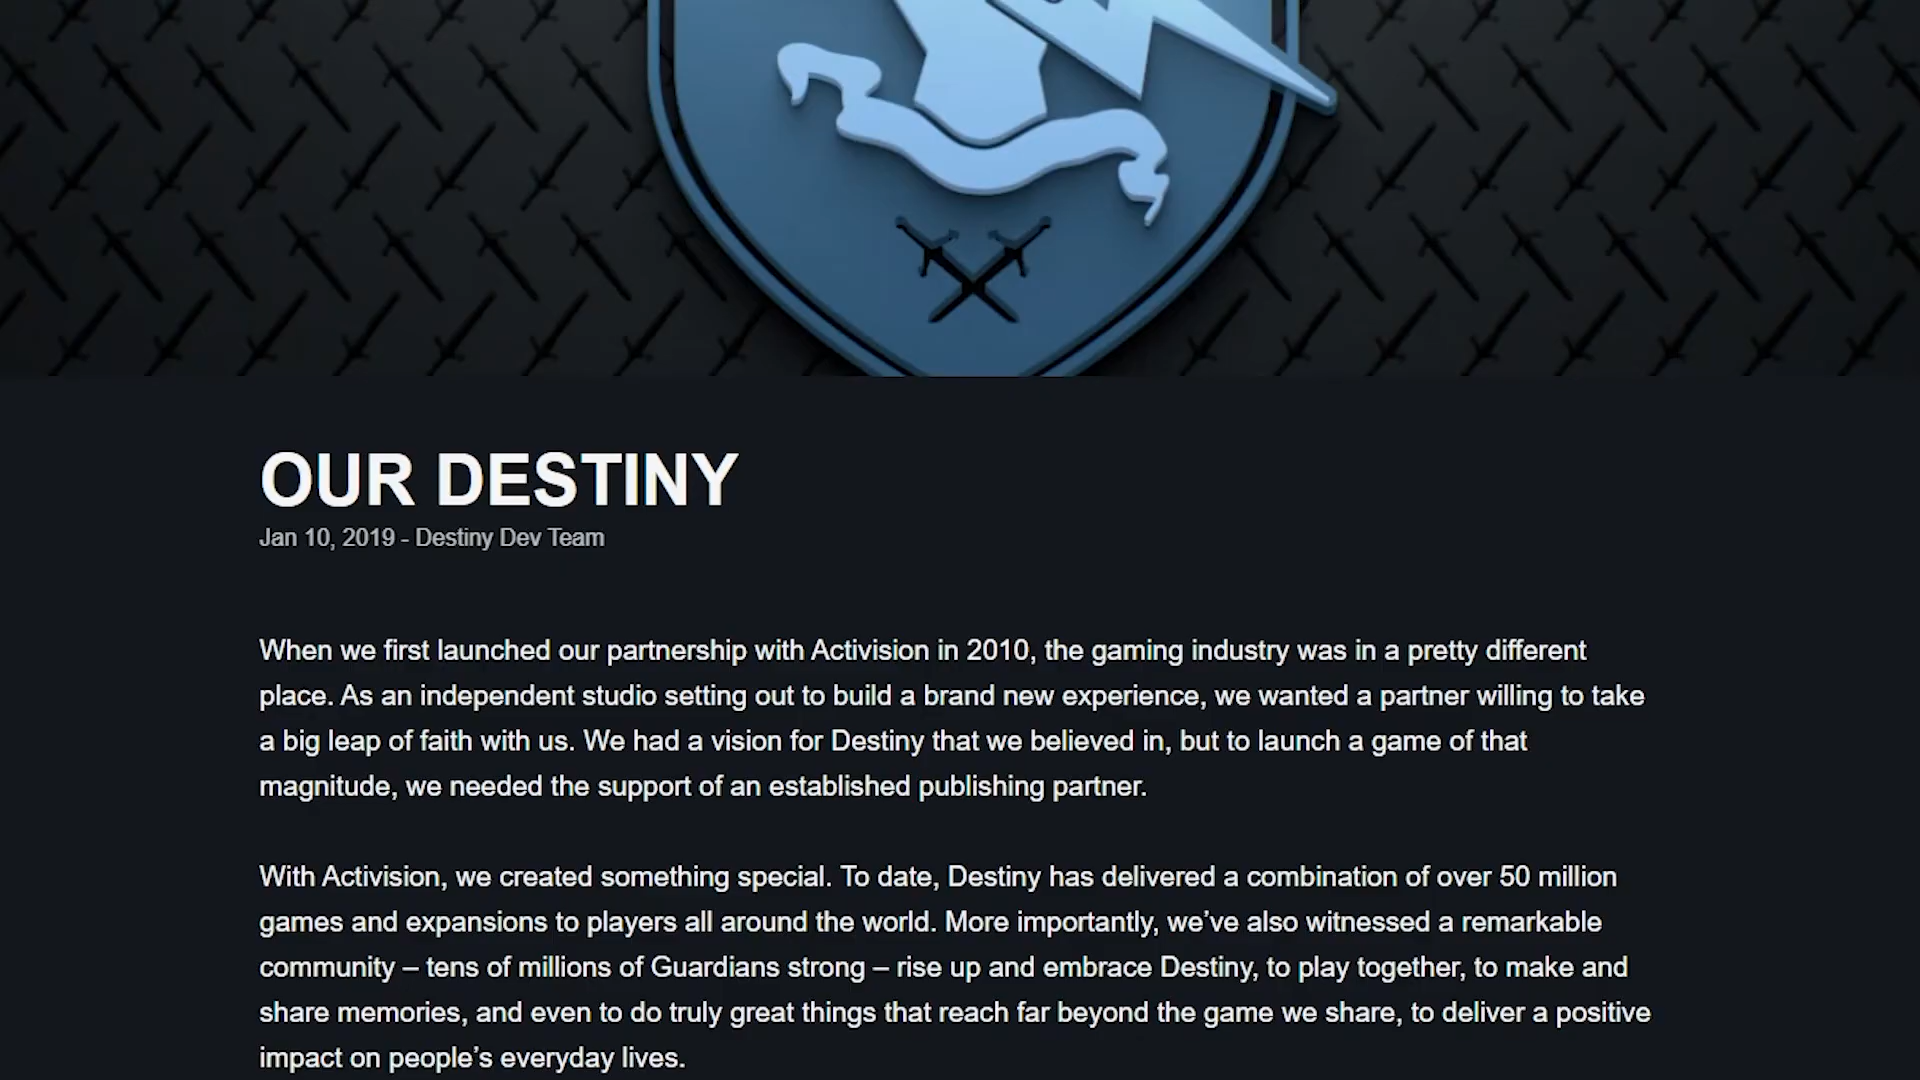 OUR DESTINY
Jan 10, 2019 - Destiny Dev Team
When we first launched our partnership with Activision in 2010, the gaming industry was in a pretty different
place. As an independent studio setting out to build a brand new experience, we wanted a partner willing to take
a big leap of faith with us. We had a vision for Destiny that we believed in, but to launch a game of that
magnitude, we needed the support of an established publishing partner.
With Activision, we created something special. To date, Destiny has delivered a combination of over 50 million
games and expansions to players all around the world. More importantly, we’ve also witnessed a remarkable
community – tens of millions of Guardians strong – rise up and embrace Destiny, to play together, to make and
share memories, and even to do truly great things that reach far beyond the game we share, to deliver a positive
impact on people’s everyday lives.